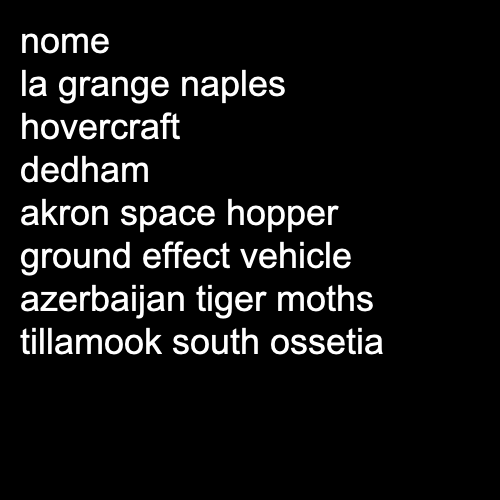 nome
la grange naples
hovercraft
dedham
akron space hopper
ground effect vehicle
azerbaijan tiger moths
tillamook south ossetia